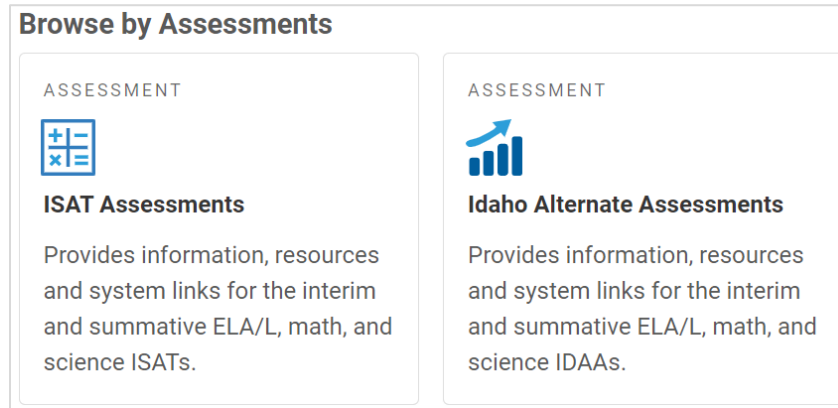 Browse by Assessments
ASSESSMENT
ISAT Assessments
Provides information, resources
and system links for the interim
and summative ELA/L, math, and
science ISATs.
ASSESSMENT
Idaho Alternate Assessments
Provides information, resources
and system links for the interim
and summative ELA/L, math, and
science IDAAs.